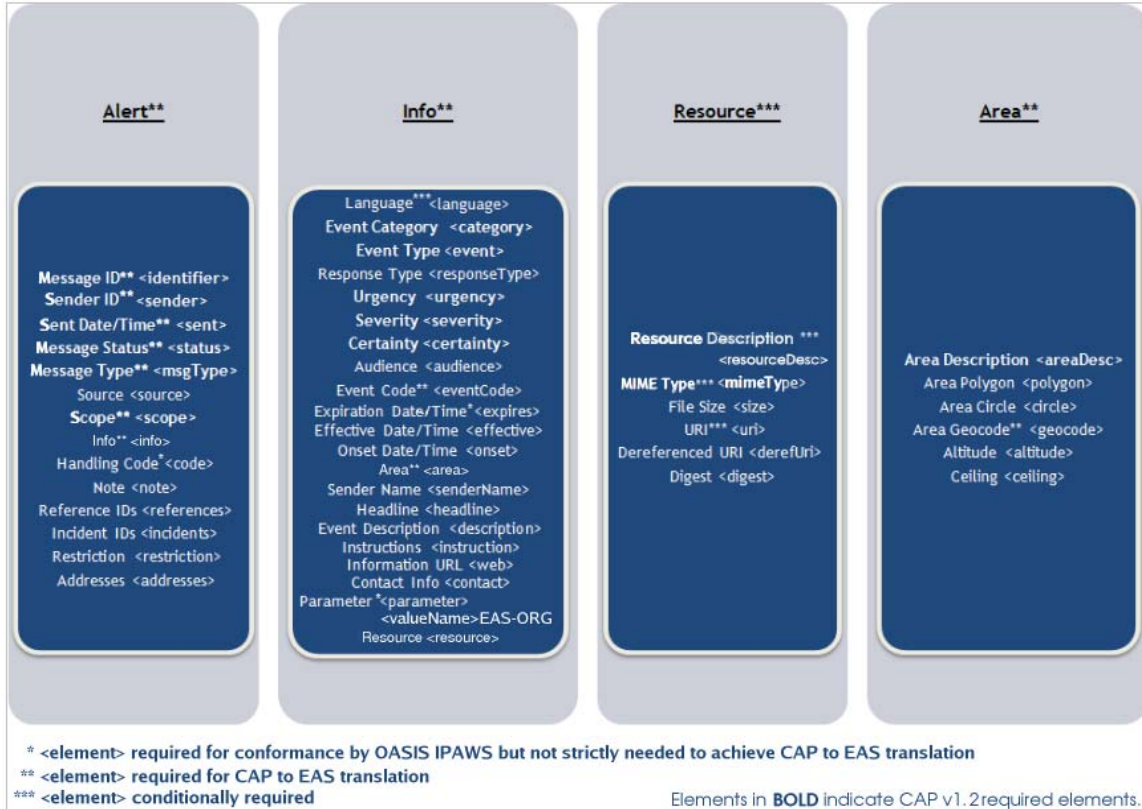 Alert**
Message ID** <identifier>
Sender ID** <sender>
Sent Date/Time** <sent>
Message Status** <status>
Message Type** <msgType>
Source <source>
Scope** <scope>
Info** <info>
Handling Code* <code>
Note <note>
Reference IDs <references>
Incident IDs <incidents>
Restriction <restriction>
Addresses <addresses>
Info**
Language***<language>
Event Category <category>
Event Type <event>
Response Type <responseType>
Urgency <urgency>
Severity <severity>
Certainty <certainty>
Audience <audience>
Event Code** <eventCode>
Expiration Date/Time*<expires>
Effective Date/Time <effective>
Onset Date/Time <onset>
Area** <area>
Sender Name <senderName>
Headline <headline>
Event Description <description>
Instructions <instruction>
Information URL <web>
Contact Info <contact>
Parameter *<parameter>
<valueName>EAS-ORG
Resource <resource>
Resource***
Resource Description ***
<resourceDesc>
MIME Type*** <mimeType>
File Size <size>
URI*** <uri>
Dereferenced URI <derefUri>
Digest <digest>
Area**
Area Description <areaDesc>
Area Polygon <polygon>
Area Circle <circle>
Area Geocode** <geocode>
Altitude <altitude>
Ceiling <ceiling>
* <element> required for conformance by OASIS IPAWS but not strictly needed to achieve CAP to EAS translation
** <element> required for CAP to EAS translation
*** <element> conditionally required
Elements in BOLD indicate CAP v1.2required elements.